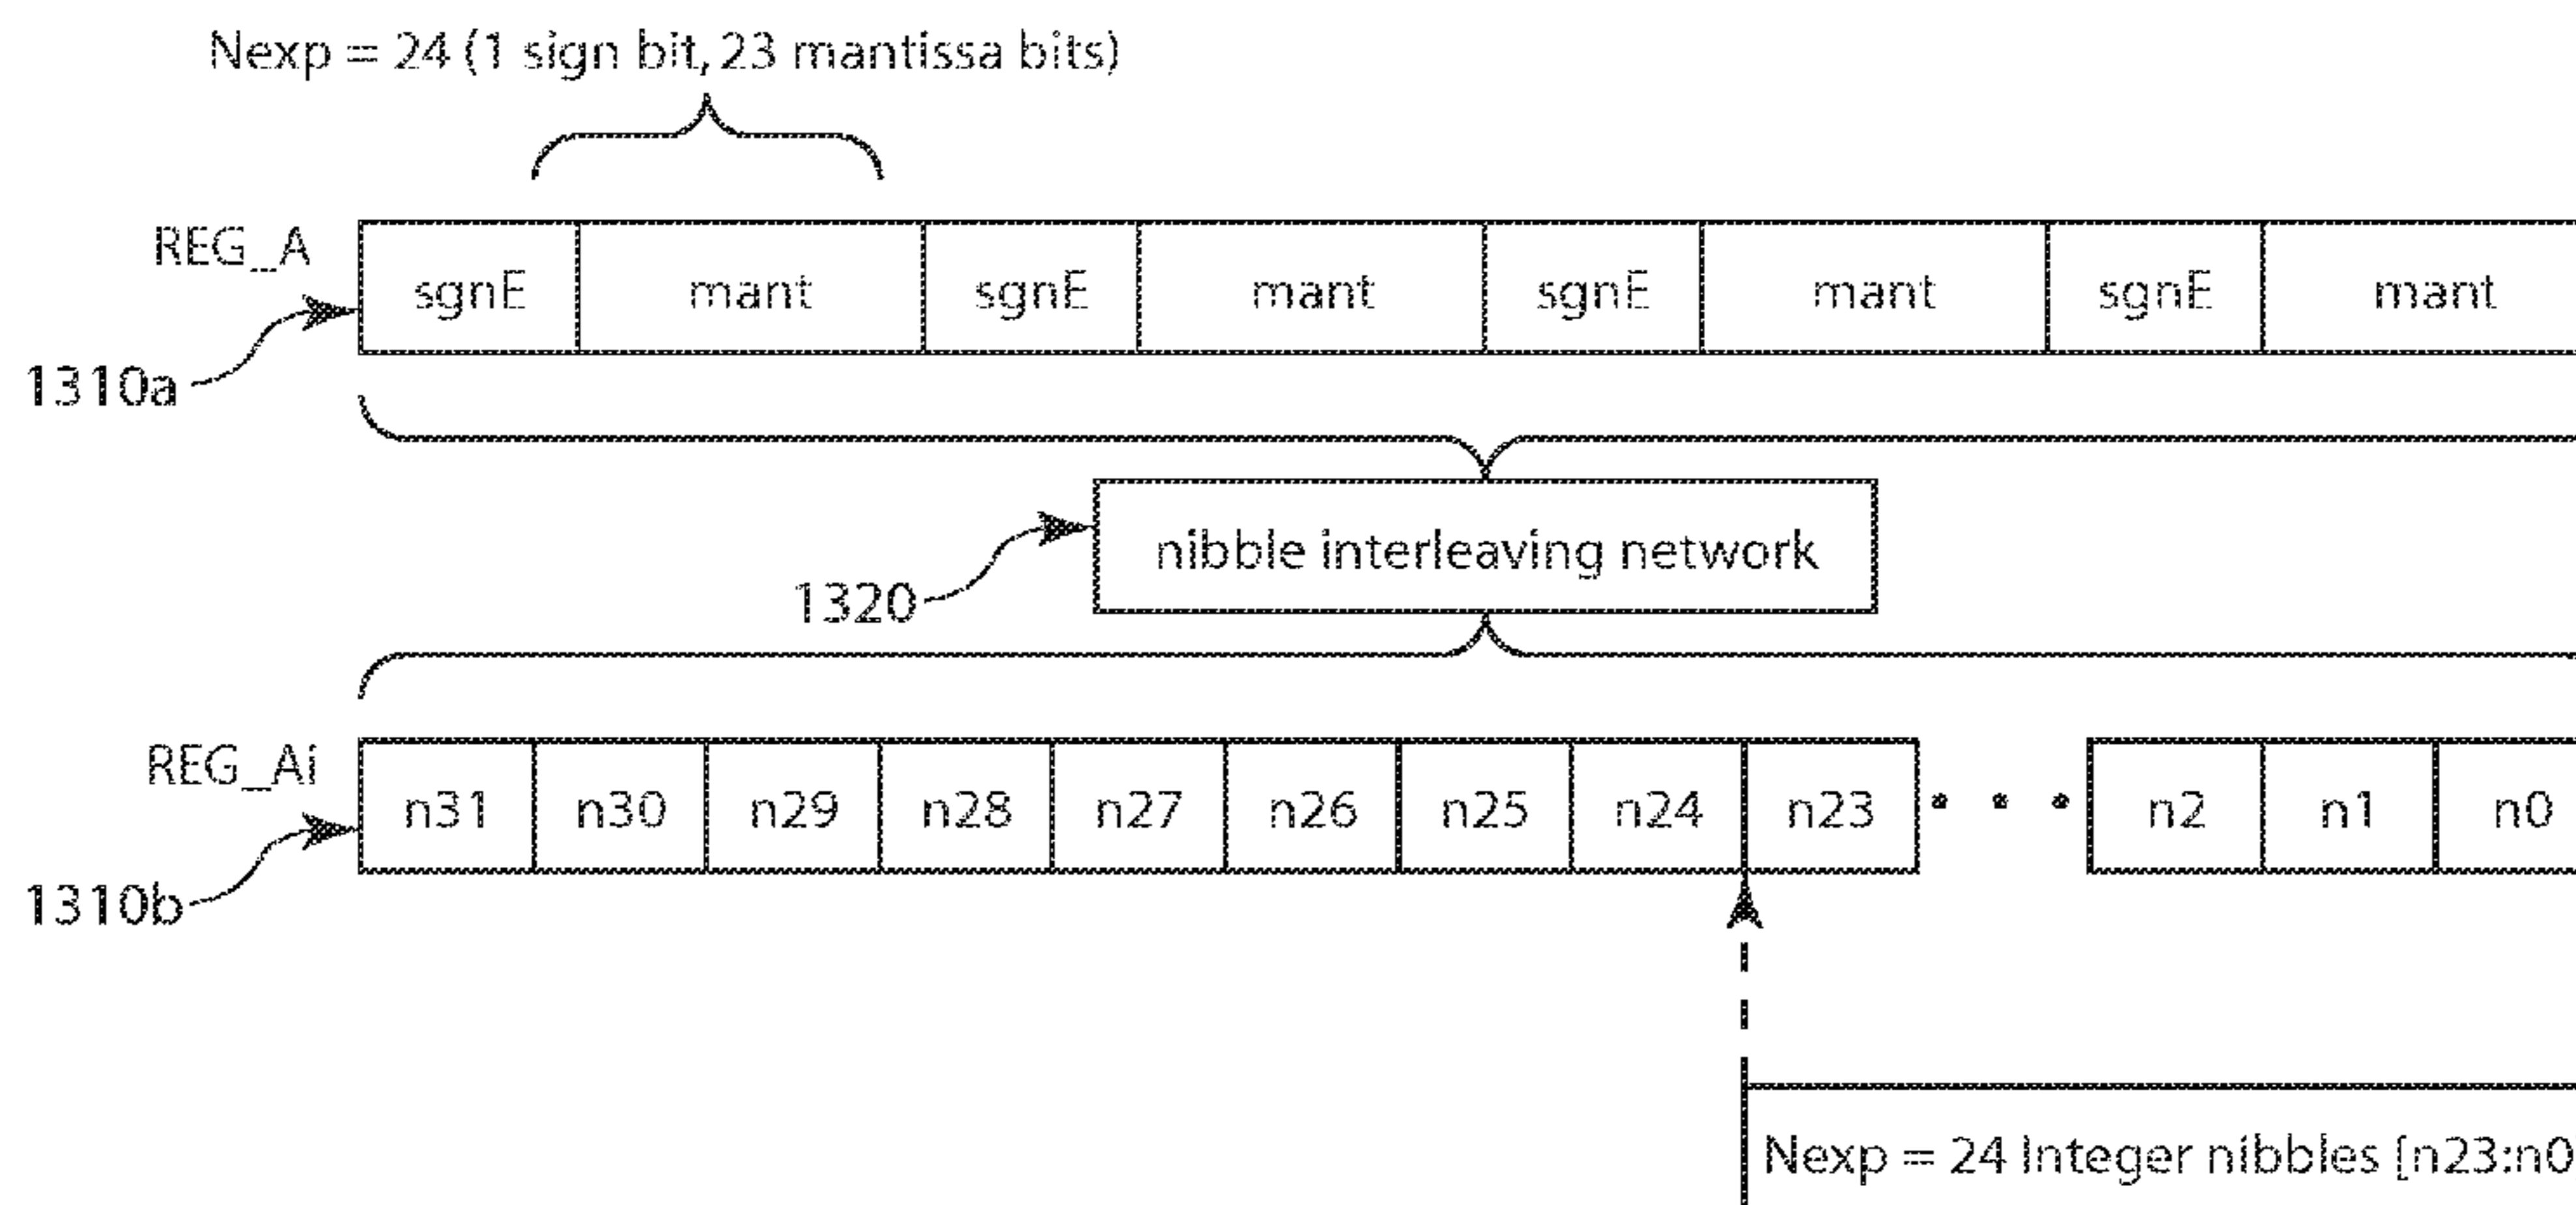 Nexp = 24 (1 sign bit, 23 mantissa bits)
REG_A
sgnE mant sgnE mant sgnE mant sgnE mant
1310a
nibble interleaving network
1320
REG_Ai
n31 n30 n29 n28 n27 n26 n25 n24 n23 • • • n2 n1 n0
1310b
Nexp = 24 Integer nibbles [n23:n0